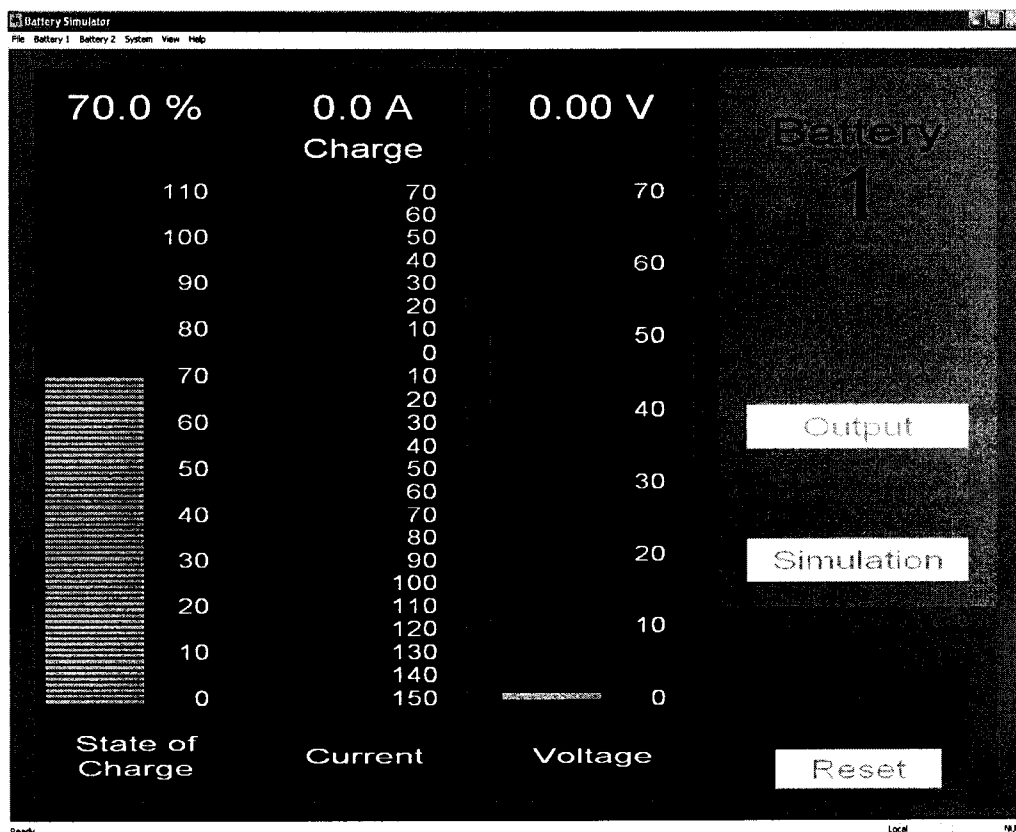 Battery Simulator
File Battery 1 Battery 2 System View Help
70.0 % 0.0 A 0.00 V
Charge
Battery
1
110
100
90
80
70
60
50
40
30
20
10
0
70
60
50
40
30
20
10
0
10
20
30
40
50
60
70
80
90
100
110
120
130
140
150
70
60
50
40
30
20
10
0
Output
Simulation
State of
Charge
Current
Voltage
Reset
Ready
Local
NU